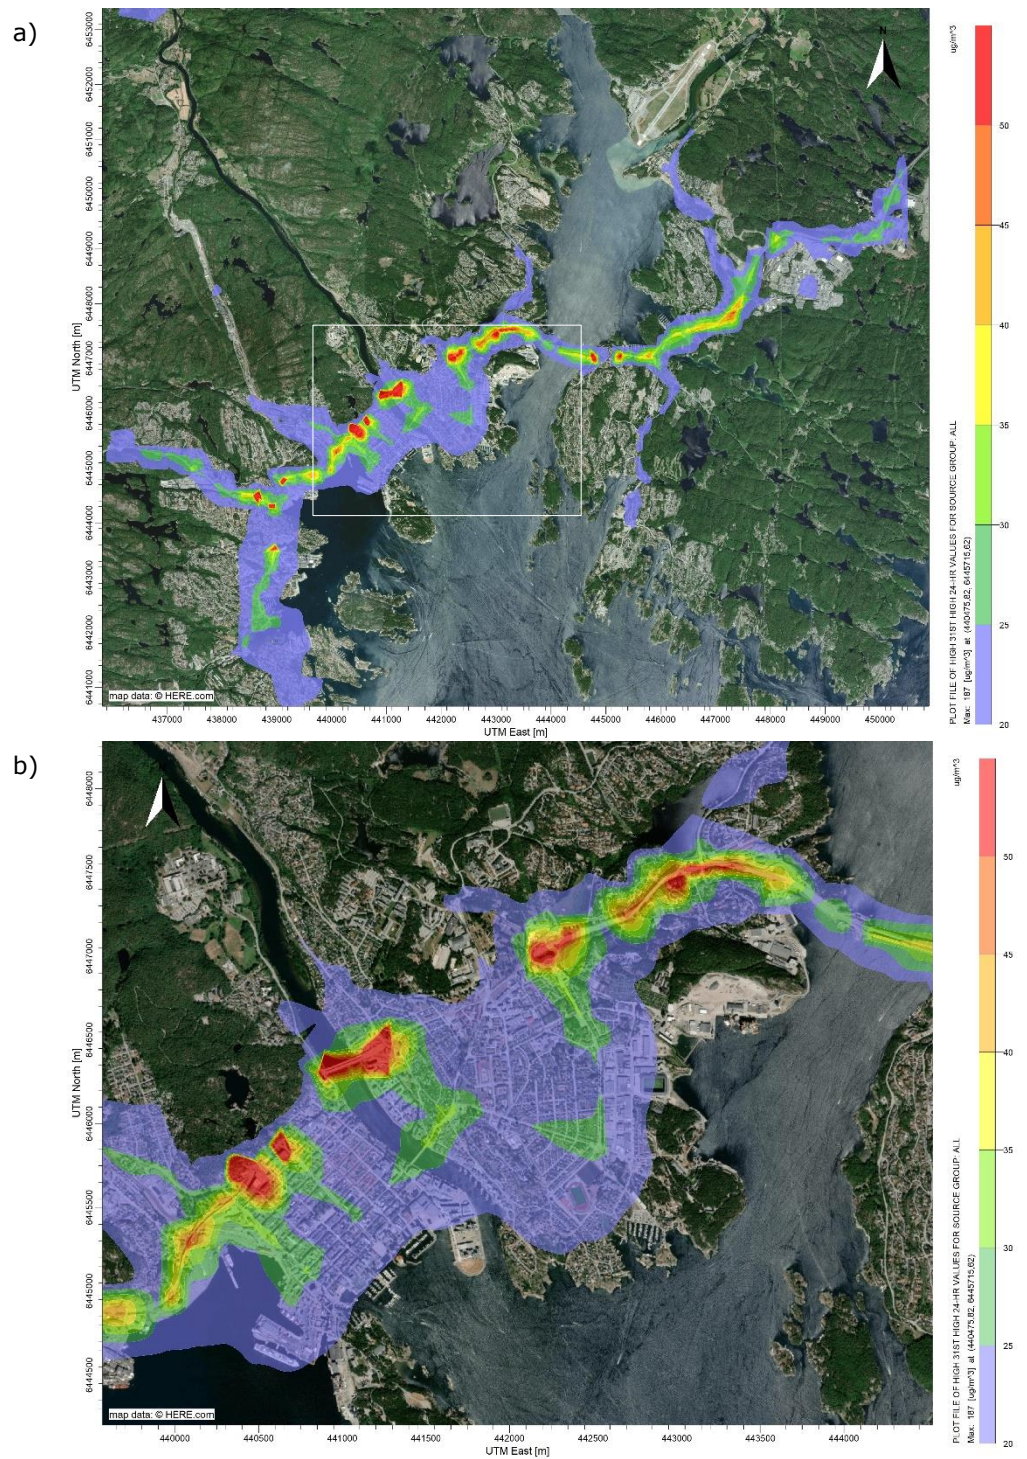 a)
ug/m^3
N
50
45
40
35
30
25
20
PLOT FILE OF HIGH 31ST HIGH 24-HR VALUES FOR SOURCE GROUP: ALL
Max: 187 [ug/m^3] at (440475,82, 6445715,62)
UTM North [m]
6453000
6452000
6451000
6450000
6449000
6448000
6447000
6446000
6445000
6444000
6443000
6442000
6441000
map data: © HERE.com
437000 438000 439000 440000 441000 442000 443000 444000 445000 446000 447000 448000 449000 450000
UTM East [m]
b)
ug/m^3
50
45
40
35
30
25
20
PLOT FILE OF HIGH 31ST HIGH 24-HR VALUES FOR SOURCE GROUP: ALL
Max: 187 [ug/m^3] at (440475,82, 6445715,62)
UTM North [m]
6448000
6447500
6447000
6446500
6446000
6445500
6445000
6444500
map data: © HERE.com
440000 440500 441000 441500 442000 442500 443000 443500 444000
UTM East [m]